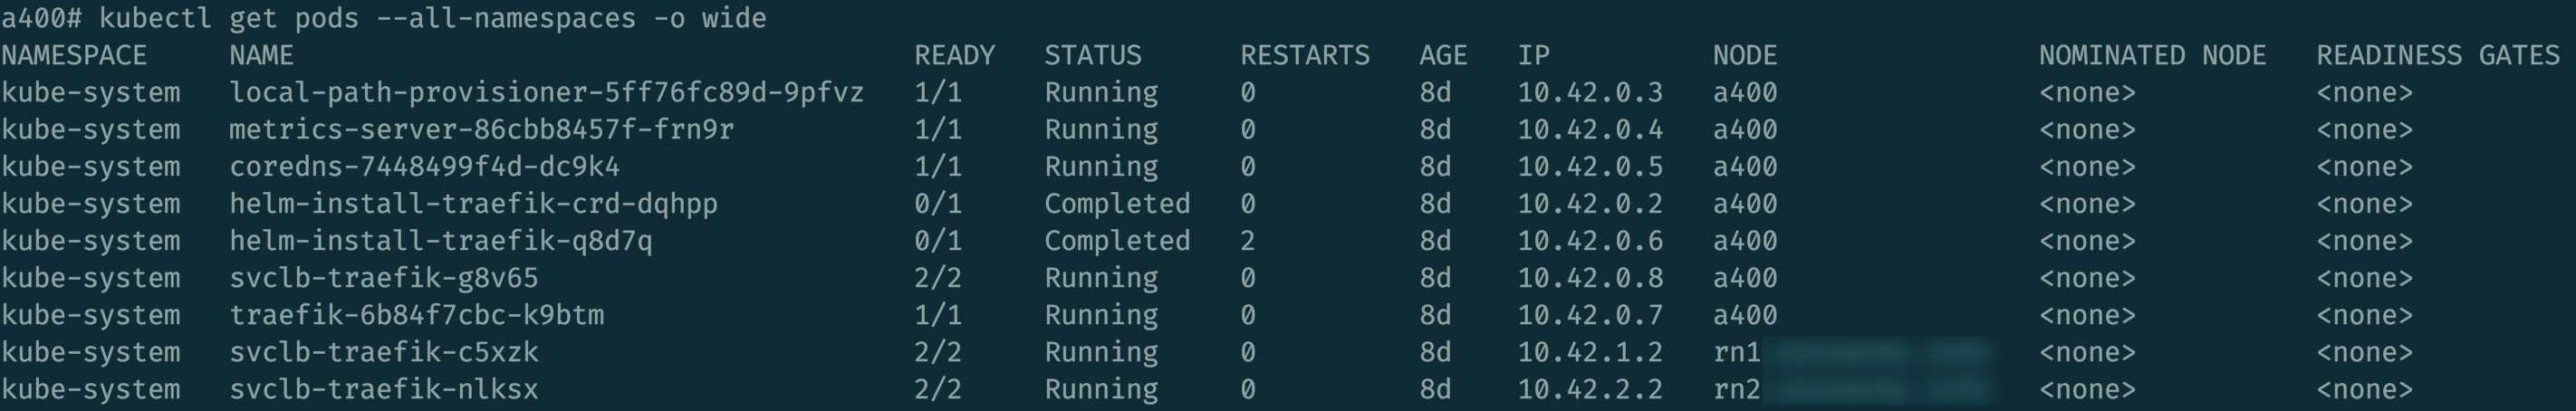 a400# kubectl get pods --all-namespaces -o wide
NAMESPACE NAME READY STATUS RESTARTS AGE IP NODE NOMINATED NODE READINESS GATES
kube-system local-path-provisioner-5ff76fc89d-9pfvz 1/1 Running 0 8d 10.42.0.3 a400 <none> <none>
kube-system metrics-server-86cbb8457f-frn9r 1/1 Running 0 8d 10.42.0.4 a400 <none> <none>
kube-system coredns-7448499f4d-dc9k4 1/1 Running 0 8d 10.42.0.5 a400 <none> <none>
kube-system helm-install-traefik-crd-dqhpp 0/1 Completed 0 8d 10.42.0.2 a400 <none> <none>
kube-system helm-install-traefik-q8d7q 0/1 Completed 2 8d 10.42.0.6 a400 <none> <none>
kube-system svclb-traefik-g8v65 2/2 Running 0 8d 10.42.0.8 a400 <none> <none>
kube-system traefik-6b84f7cbc-k9btm 1/1 Running 0 8d 10.42.0.7 a400 <none> <none>
kube-system svclb-traefik-c5xzk 2/2 Running 0 8d 10.42.1.2 rn1 <none> <none>
kube-system svclb-traefik-nlksx 2/2 Running 0 8d 10.42.2.2 rn2 <none> <none>